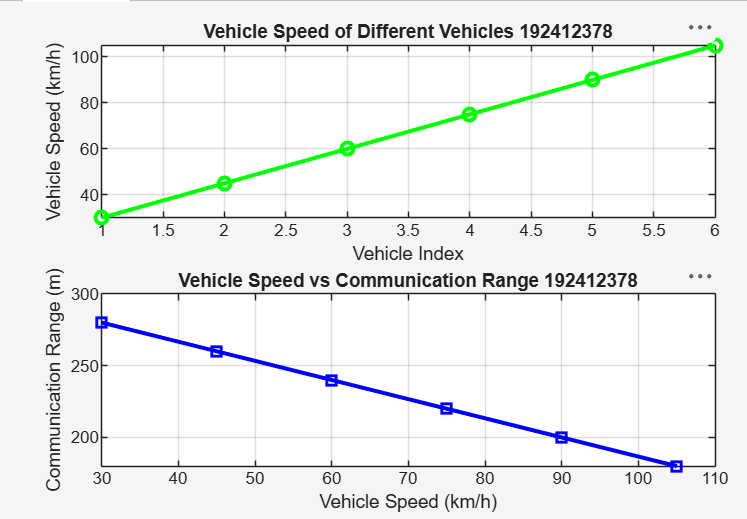 Vehicle Speed of Different Vehicles 192412378
Vehicle Speed (km/h)
100
80
60
40
1 1.5 2 2.5 3 3.5 4 4.5 5 5.5 6
Vehicle Index
Vehicle Speed vs Communication Range 192412378
Communication Range (m)
300
250
200
30 40 50 60 70 80 90 100 110
Vehicle Speed (km/h)